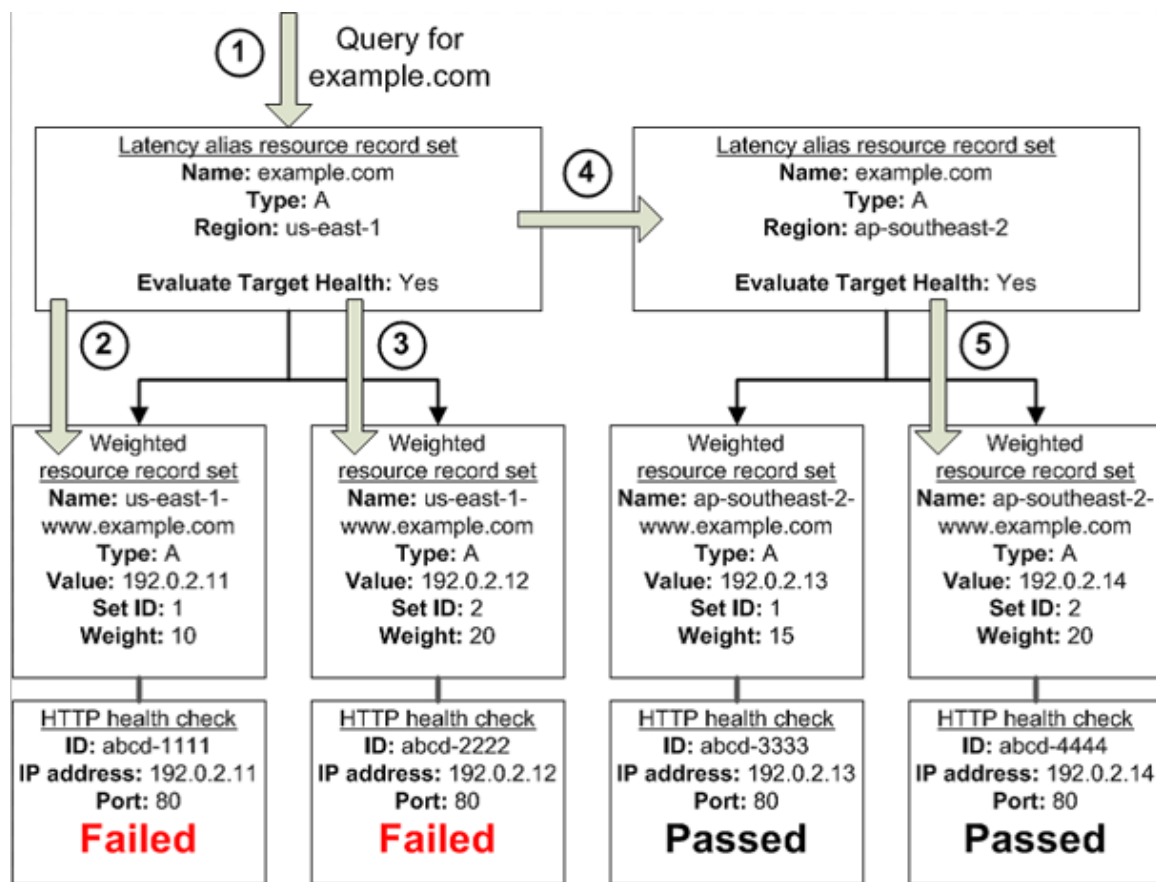 1
Query for
example.com
Latency alias resource record set
Name: example.com
Type: A
Region: us-east-1
Evaluate Target Health: Yes
4
Latency alias resource record set
Name: example.com
Type: A
Region: ap-southeast-2
Evaluate Target Health: Yes
2
3
5
Weighted
resource record set
Name: us-east-1-
www.example.com
Type: A
Value: 192.0.2.11
Set ID: 1
Weight: 10
Weighted
resource record set
Name: us-east-1-
www.example.com
Type: A
Value: 192.0.2.12
Set ID: 2
Weight: 20
Weighted
resource record set
Name: ap-southeast-2-
www.example.com
Type: A
Value: 192.0.2.13
Set ID: 1
Weight: 15
Weighted
resource record set
Name: ap-southeast-2-
www.example.com
Type: A
Value: 192.0.2.14
Set ID: 2
Weight: 20
HTTP health check
ID: abcd-1111
IP address: 192.0.2.11
Port: 80
Failed
HTTP health check
ID: abcd-2222
IP address: 192.0.2.12
Port: 80
Failed
HTTP health check
ID: abcd-3333
IP address: 192.0.2.13
Port: 80
Passed
HTTP health check
ID: abcd-4444
IP address: 192.0.2.14
Port: 80
Passed